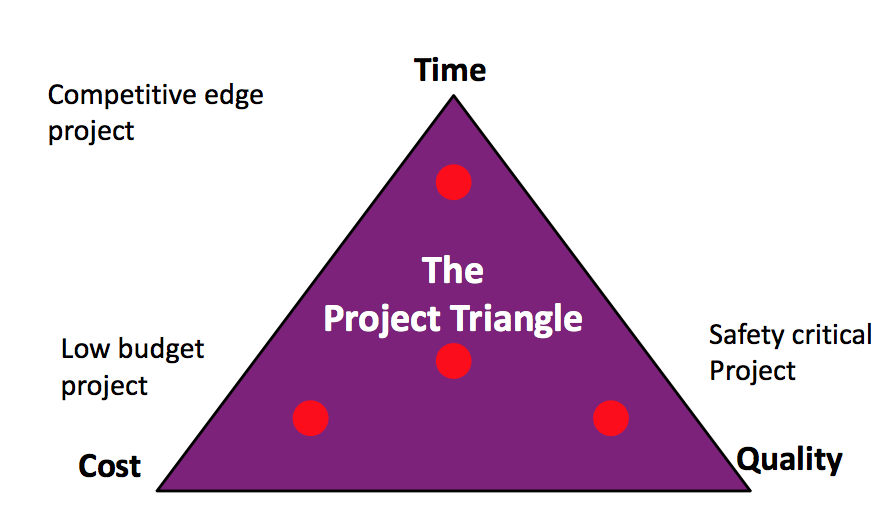 Time
Competitive edge
project
The
Project Triangle
Low budget
project
Safety critical
Project
Cost
Quality